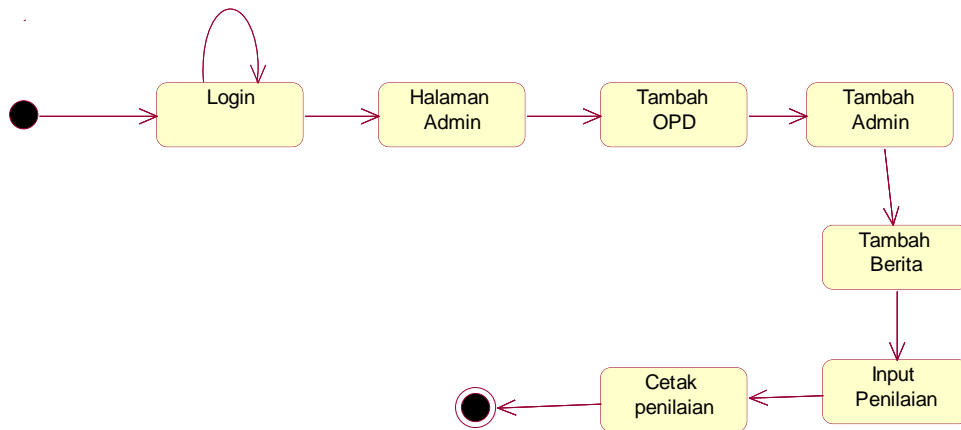 Login
Halaman
Admin
Tambah
OPD
Tambah
Admin
Tambah
Berita
Input
Penilaian
Cetak
penilaian